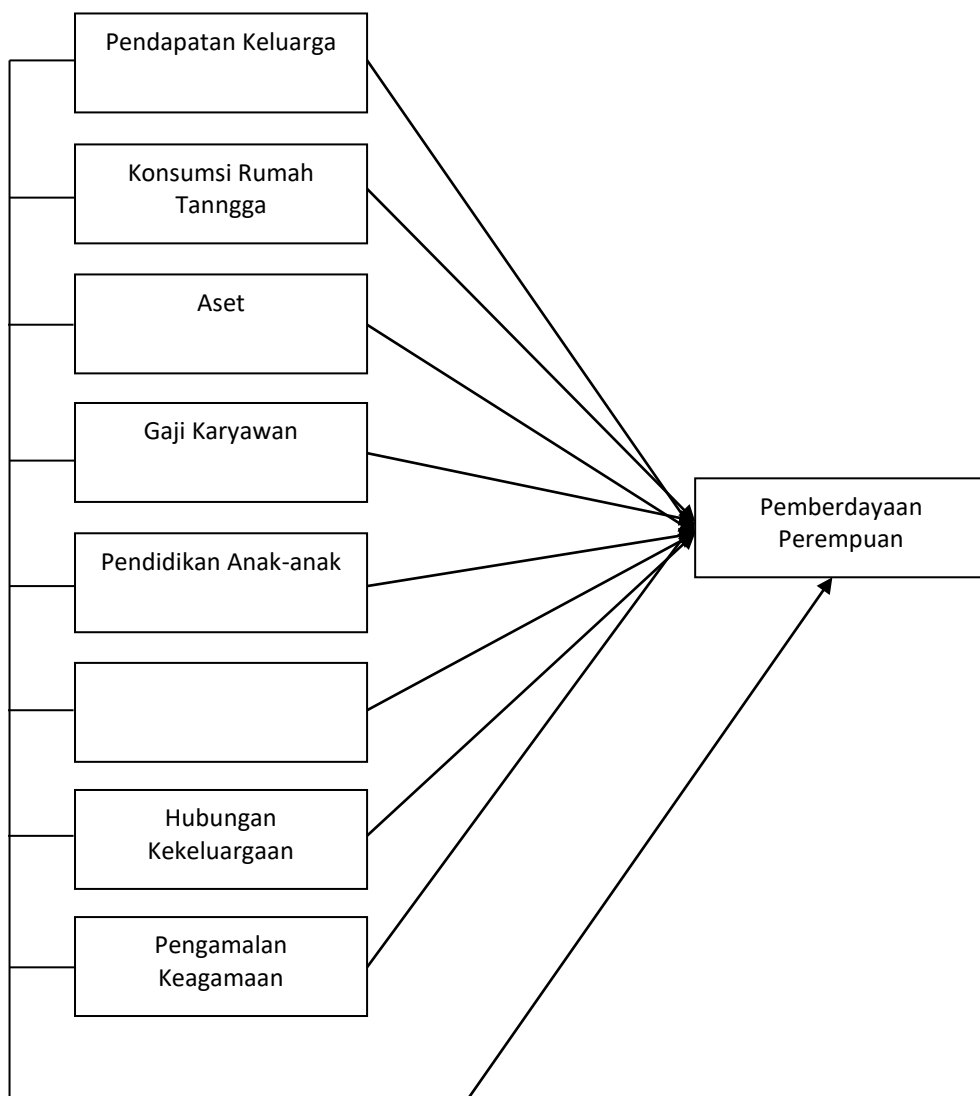 Pendapatan Keluarga
Konsumsi Rumah
Tanngga
Aset
Gaji Karyawan
Pendidikan Anak-anak
Pemberdayaan
Perempuan
Hubungan
Kekeluargaan
Pengamalan
Keagamaan